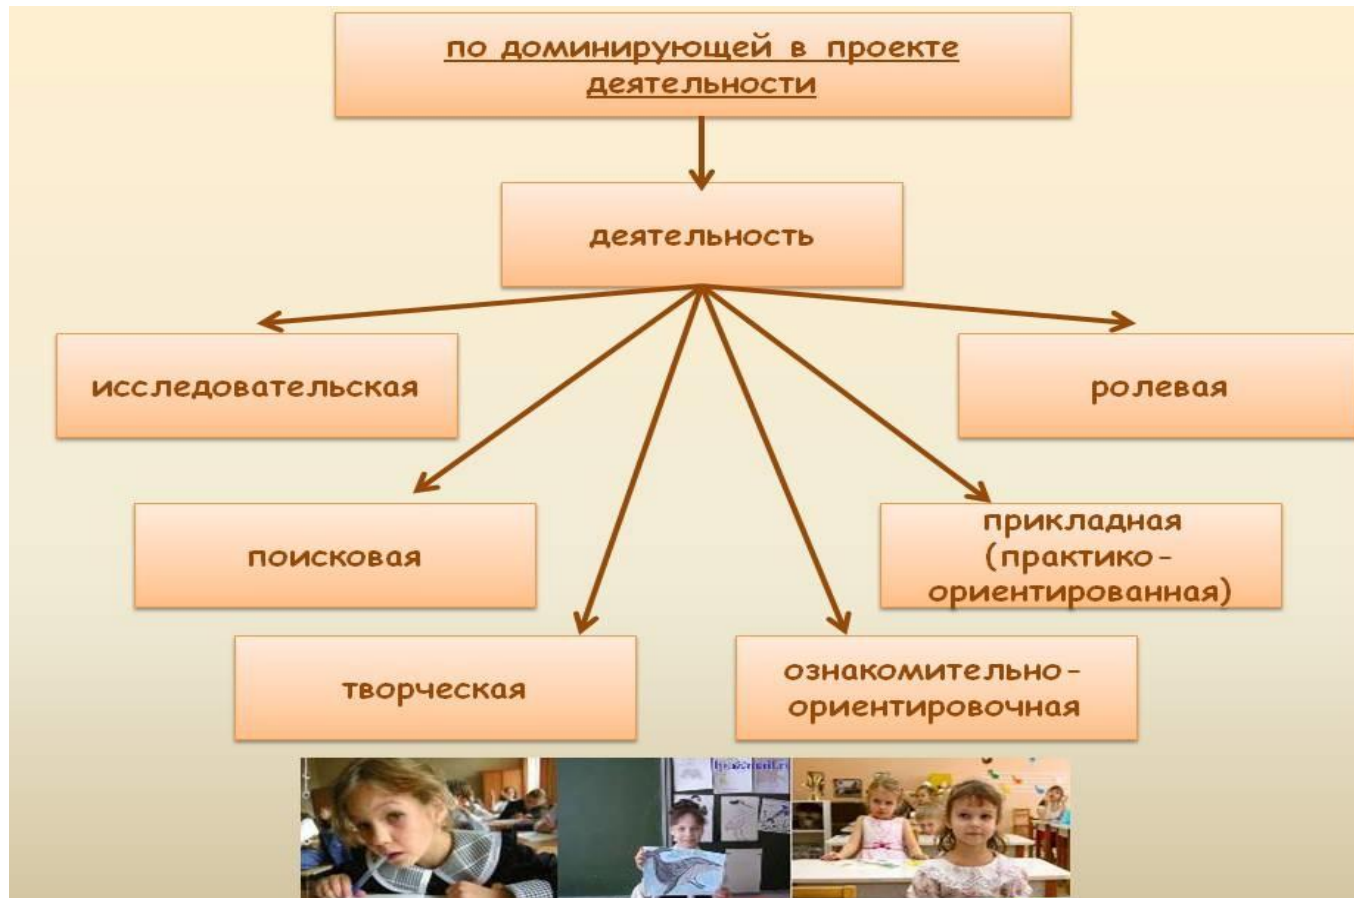 по доминирующей в проекте
деятельности
деятельность
исследовательская
ролевая
поисковая
прикладная
(практико-
ориентированная)
творческая
ознакомительно-
ориентировочная